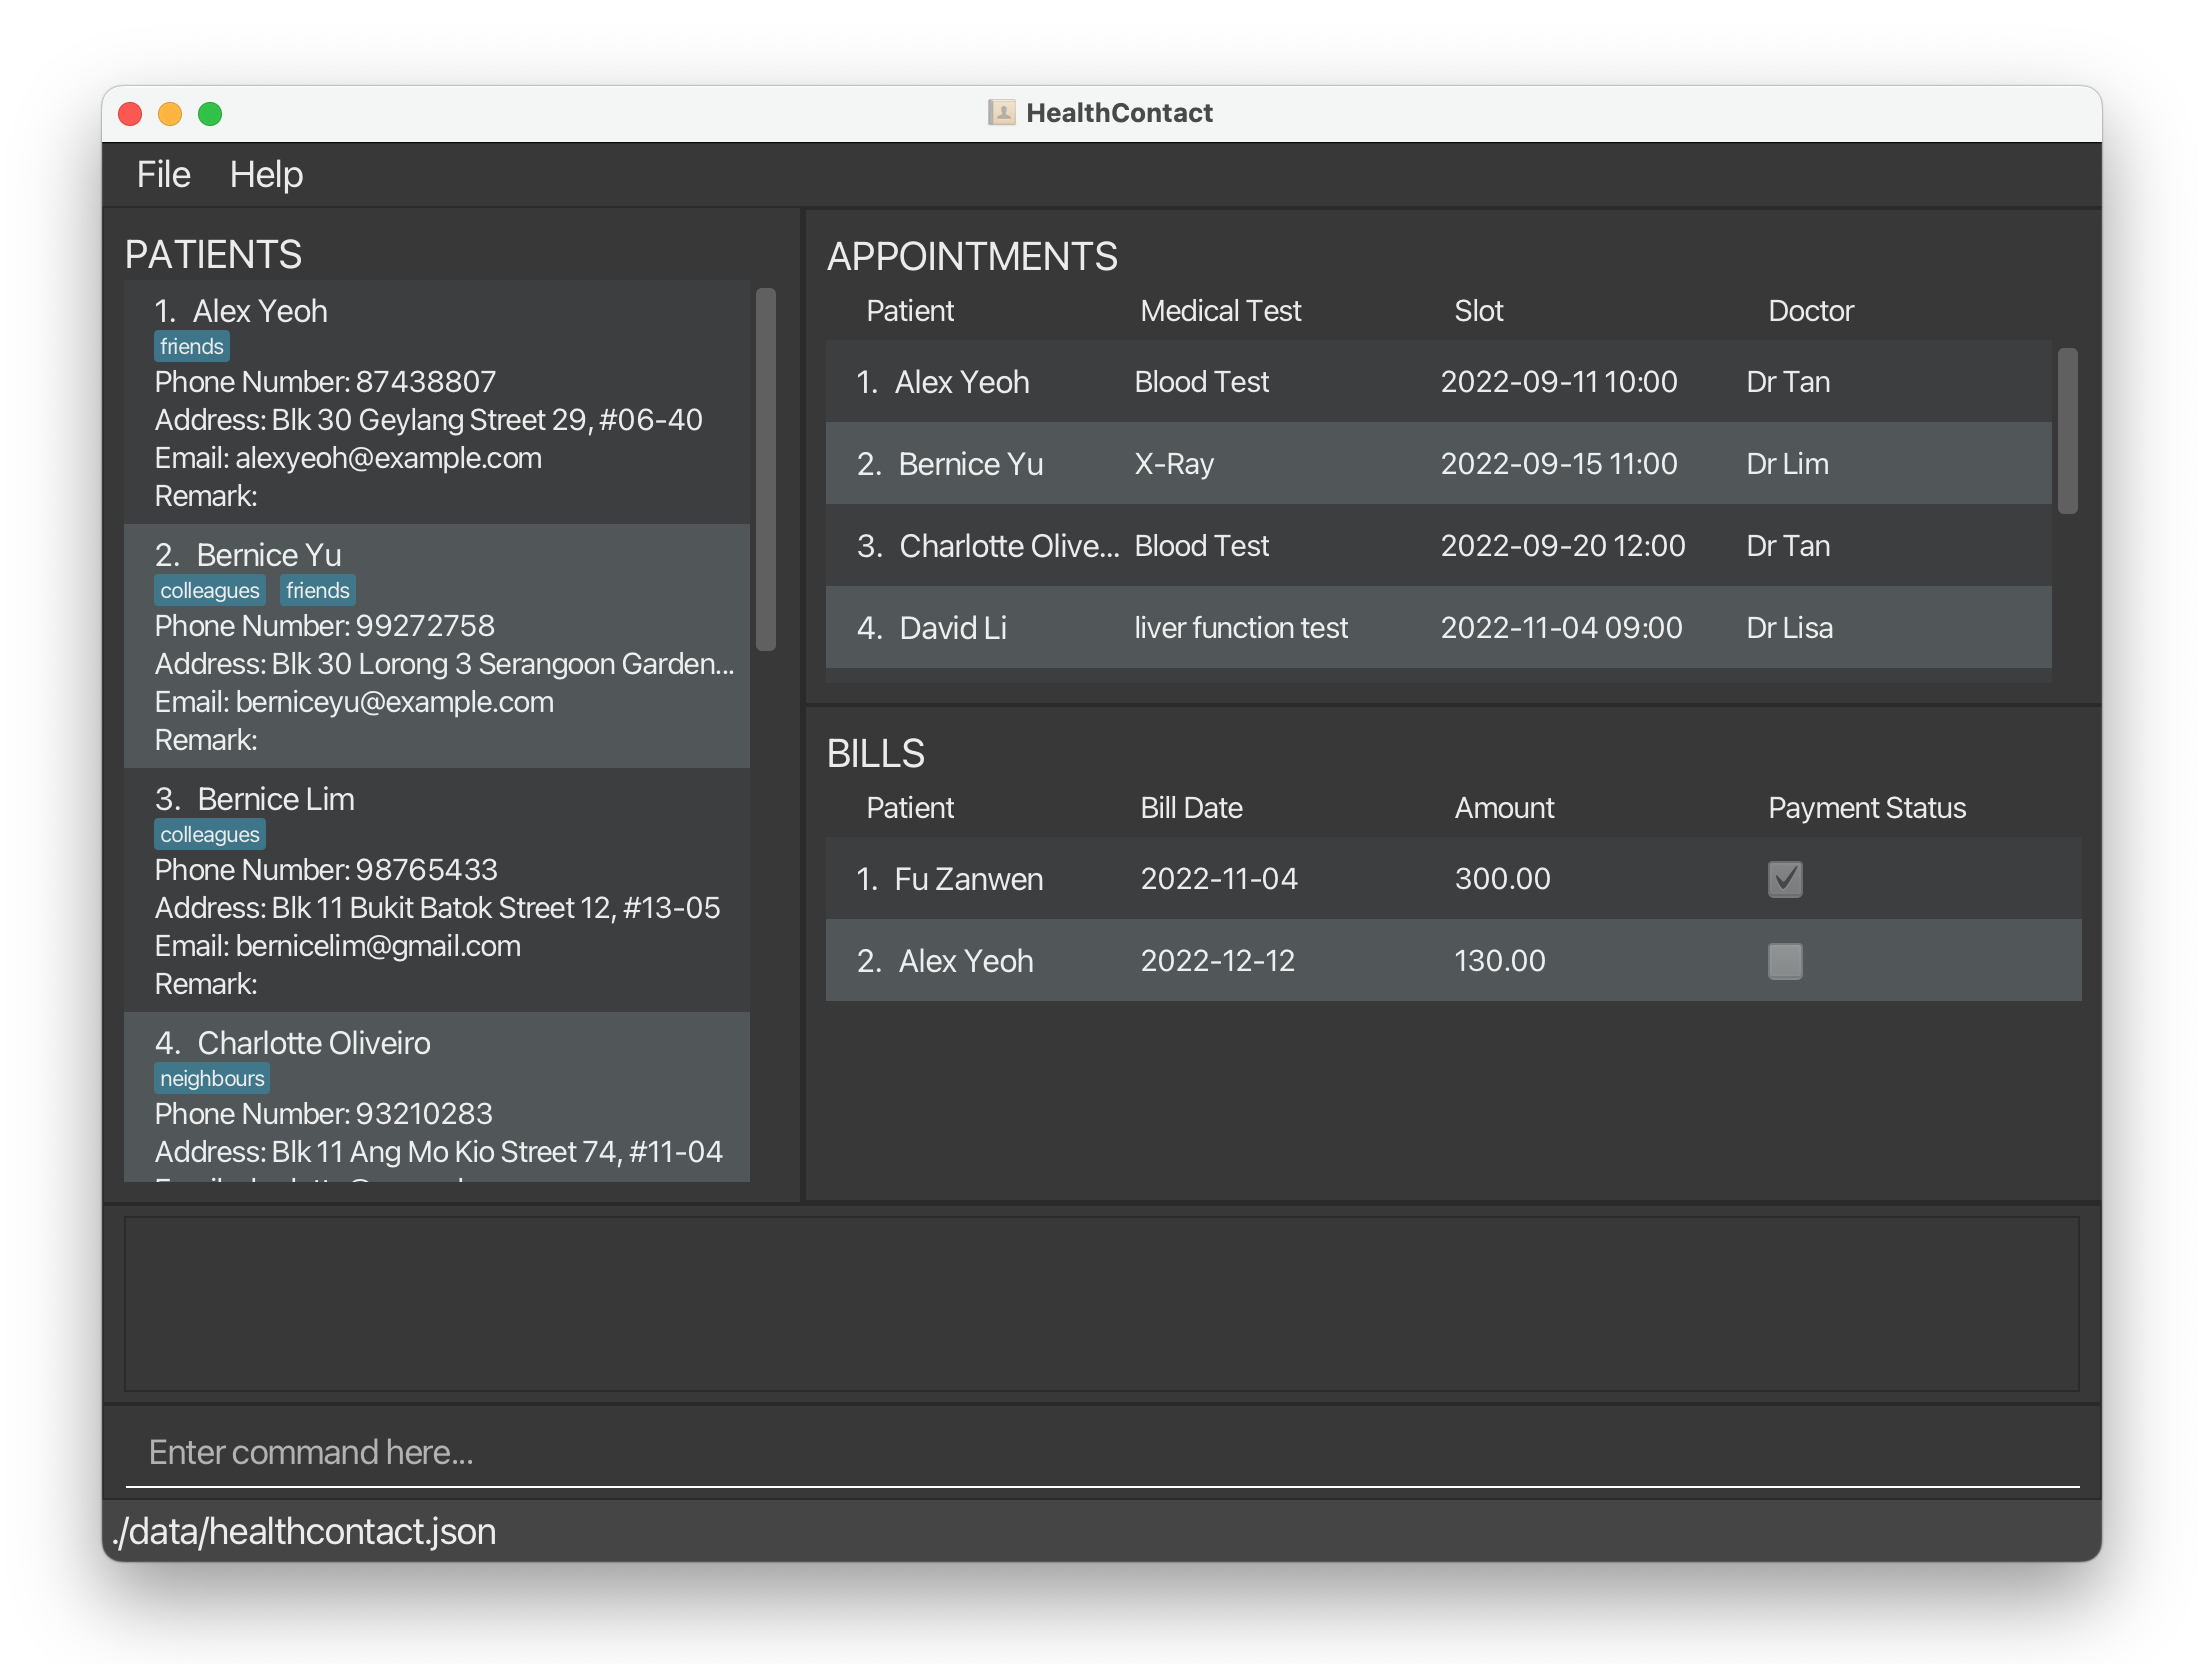 HealthContact
File Help
PATIENTS
1. Alex Yeoh
friends
Phone Number: 87438807
Address: Blk 30 Geylang Street 29, #06-40
Email: alexyeoh@example.com
Remark:
2. Bernice Yu
colleagues friends
Phone Number: 99272758
Address: Blk 30 Lorong 3 Serangoon Garden...
Email: berniceyu@example.com
Remark:
3. Bernice Lim
colleagues
Phone Number: 98765433
Address: Blk 11 Bukit Batok Street 12, #13-05
Email: bernicelim@gmail.com
Remark:
4. Charlotte Oliveiro
neighbours
Phone Number: 93210283
Address: Blk 11 Ang Mo Kio Street 74, #11-04
APPOINTMENTS
Patient Medical Test Slot Doctor
1. Alex Yeoh Blood Test 2022-09-11 10:00 Dr Tan
2. Bernice Yu X-Ray 2022-09-15 11:00 Dr Lim
3. Charlotte Olive... Blood Test 2022-09-20 12:00 Dr Tan
4. David Li liver function test 2022-11-04 09:00 Dr Lisa
BILLS
Patient Bill Date Amount Payment Status
1. Fu Zanwen 2022-11-04 300.00
2. Alex Yeoh 2022-12-12 130.00
Enter command here...
./data/healthcontact.json